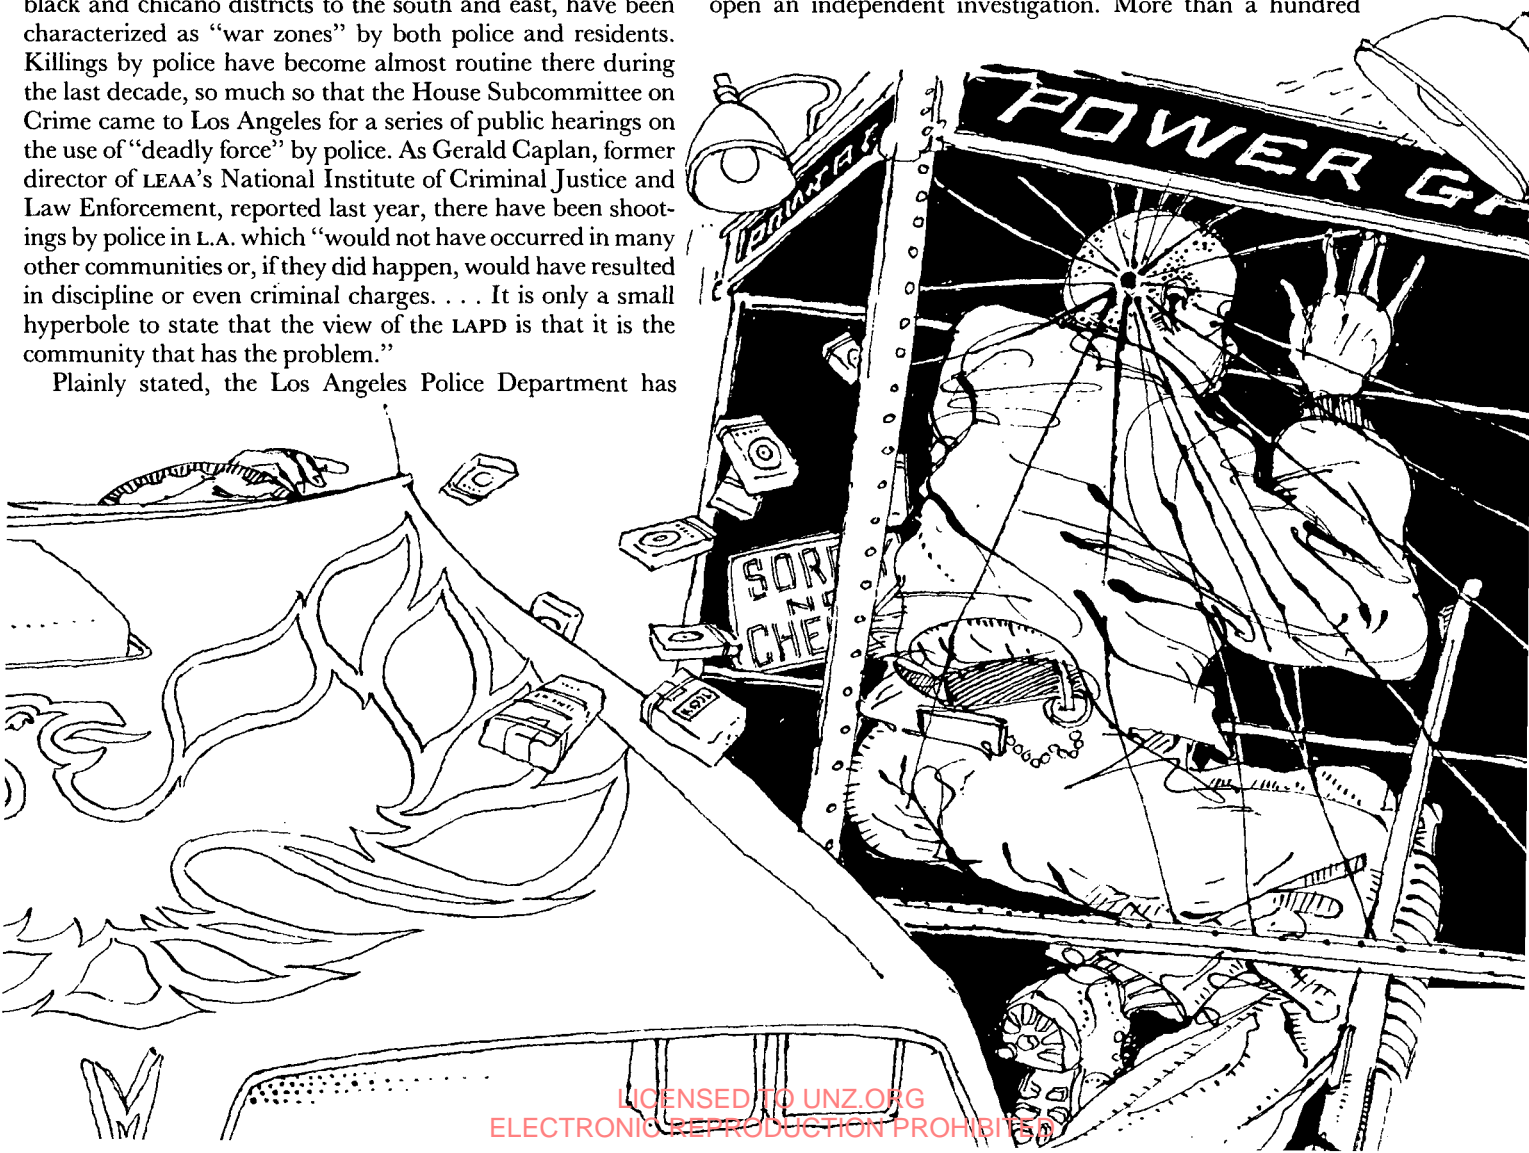 black and chicano districts to the south and east, have been
characterized as “war zones” by both police and residents.
Killings by police have become almost routine there during
the last decade, so much so that the House Subcommittee on
Crime came to Los Angeles for a series of public hearings on
the use of “deadly force” by police. As Gerald Caplan, former
director of LEAA’s National Institute of Criminal Justice and
Law Enforcement, reported last year, there have been shoot-
ings by police in L.A. which “would not have occurred in many
other communities or, if they did happen, would have resulted
in discipline or even criminal charges. . . . It is only a small
hyperbole to state that the view of the LAPD is that it is the
community that has the problem.”
Plainly stated, the Los Angeles Police Department has
open an independent investigation. More than a hundred
POWER GA
SORR
NO
CHE
LICENSED TO UNZ.ORG
ELECTRONIC REPRODUCTION PROHIBITED